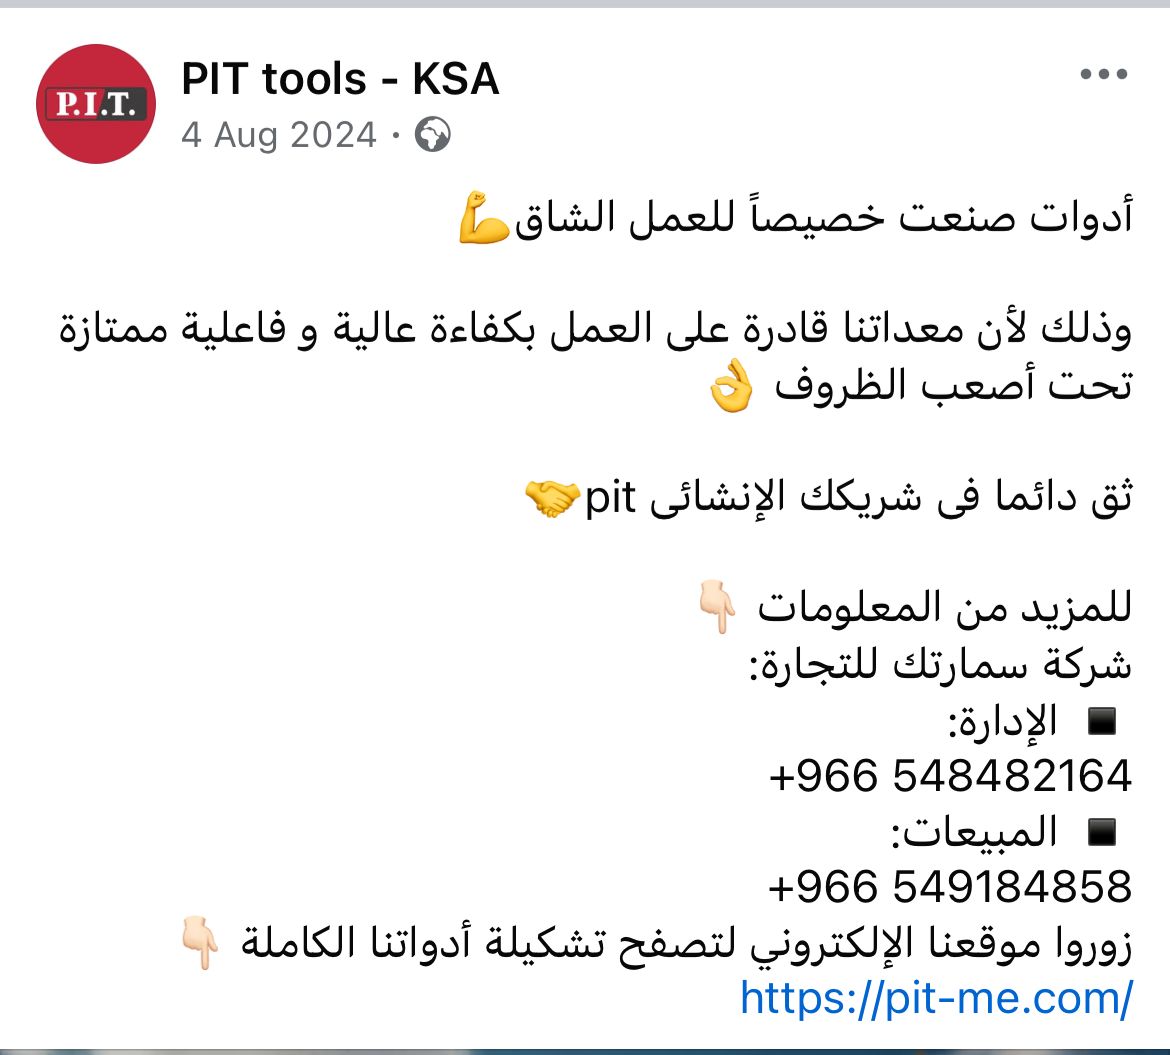 P.I.T.
PIT tools - KSA
4 Aug 2024 ·
أدوات صنعت خصيصاً للعمل الشاق💪
وذلك لأن معداتنا قادرة على العمل بكفاءة عالية و فاعلية ممتازة
تحت أصعب الظروف 👌
ثق دائما فى شريكك الإنشائى pit🤝
للمزيد من المعلومات 👇🏻
شركة سمارتك للتجارة:
▪️ الإدارة:
+966 548482164
▪️ المبيعات:
+966 549184858
زوروا موقعنا الإلكتروني لتصفح تشكيلة أدواتنا الكاملة 👇🏻
https://pit-me.com/